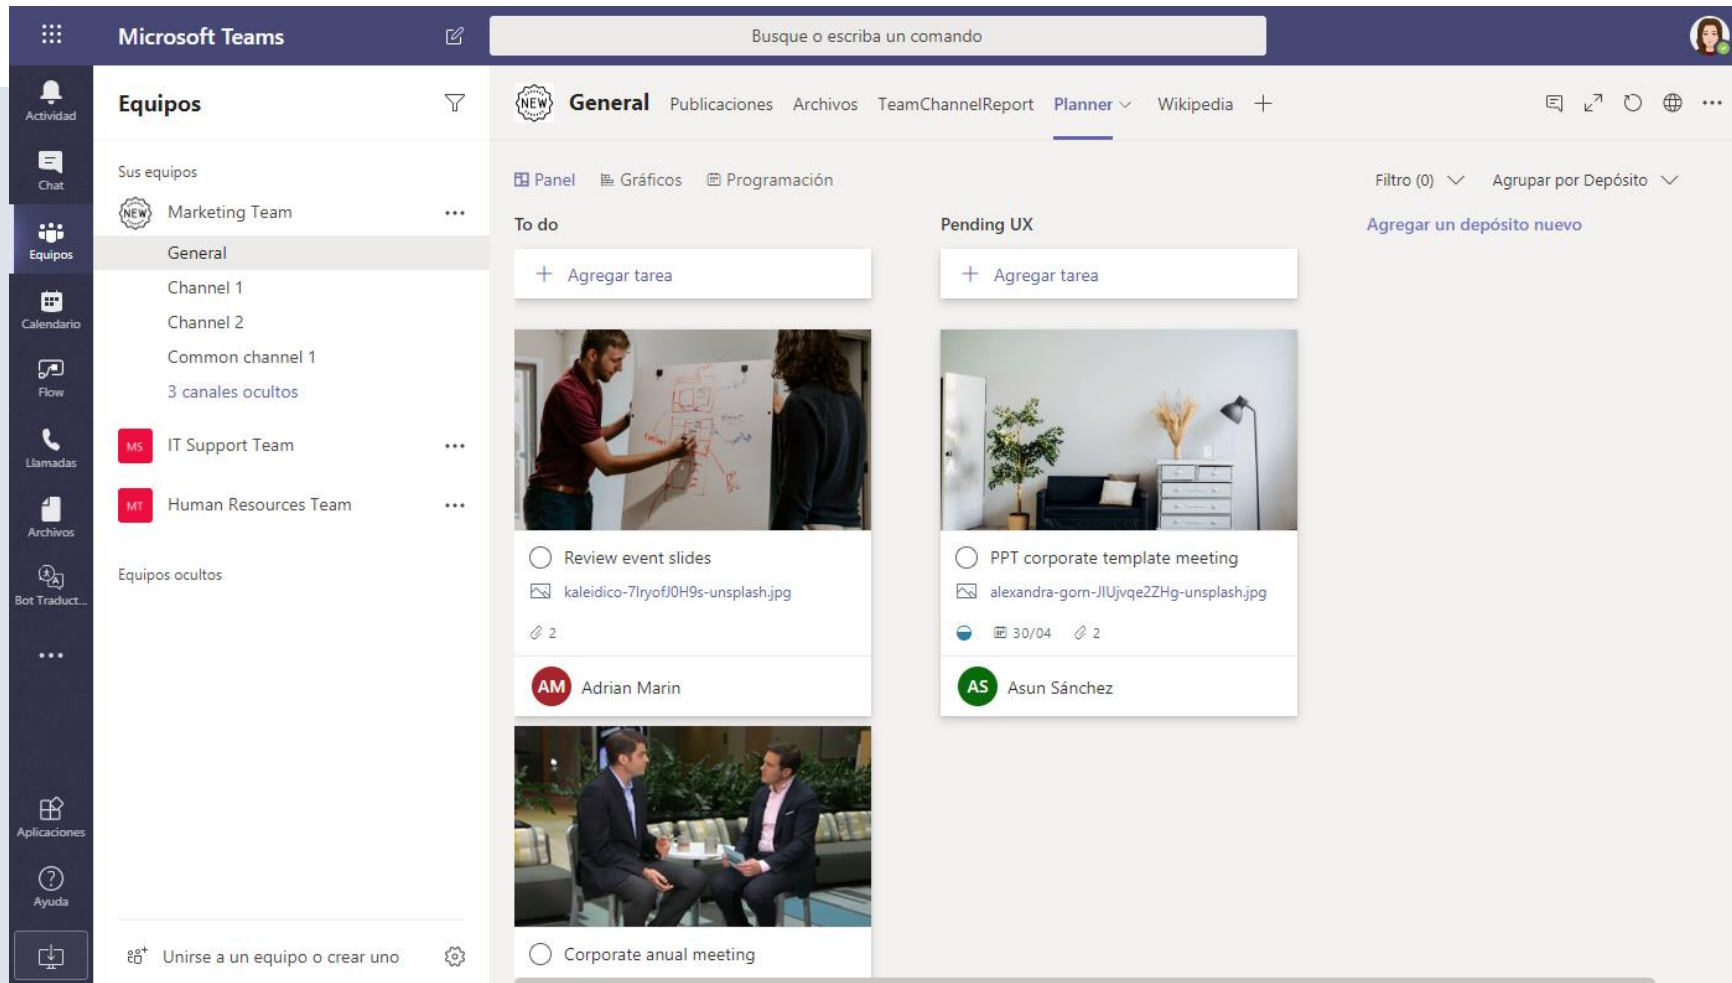 Microsoft Teams
Busque o escriba un comando
Actividad
Chat
Equipos
Calendario
Flow
Llamadas
Archivos
Bot Traduct...
Aplicaciones
Ayuda
Equipos
Sus equipos
NEW
Marketing Team
General
Channel 1
Channel 2
Common channel 1
3 canales ocultos
MS
IT Support Team
MT
Human Resources Team
Equipos ocultos
Unirse a un equipo o crear uno
NEW
General
Publicaciones
Archivos
TeamChannelReport
Planner
Wikipedia
Panel
Gráficos
Programación
Filtro (0)
Agrupar por Depósito
To do
Agregar tarea
Review event slides
kaleidico-7lryofJ0H9s-unsplash.jpg
2
AM
Adrian Marin
Corporate anual meeting
Pending UX
Agregar tarea
PPT corporate template meeting
alexandra-gorn-JIUjvqe2ZHg-unsplash.jpg
30/04
2
AS
Asun Sánchez
Agregar un depósito nuevo